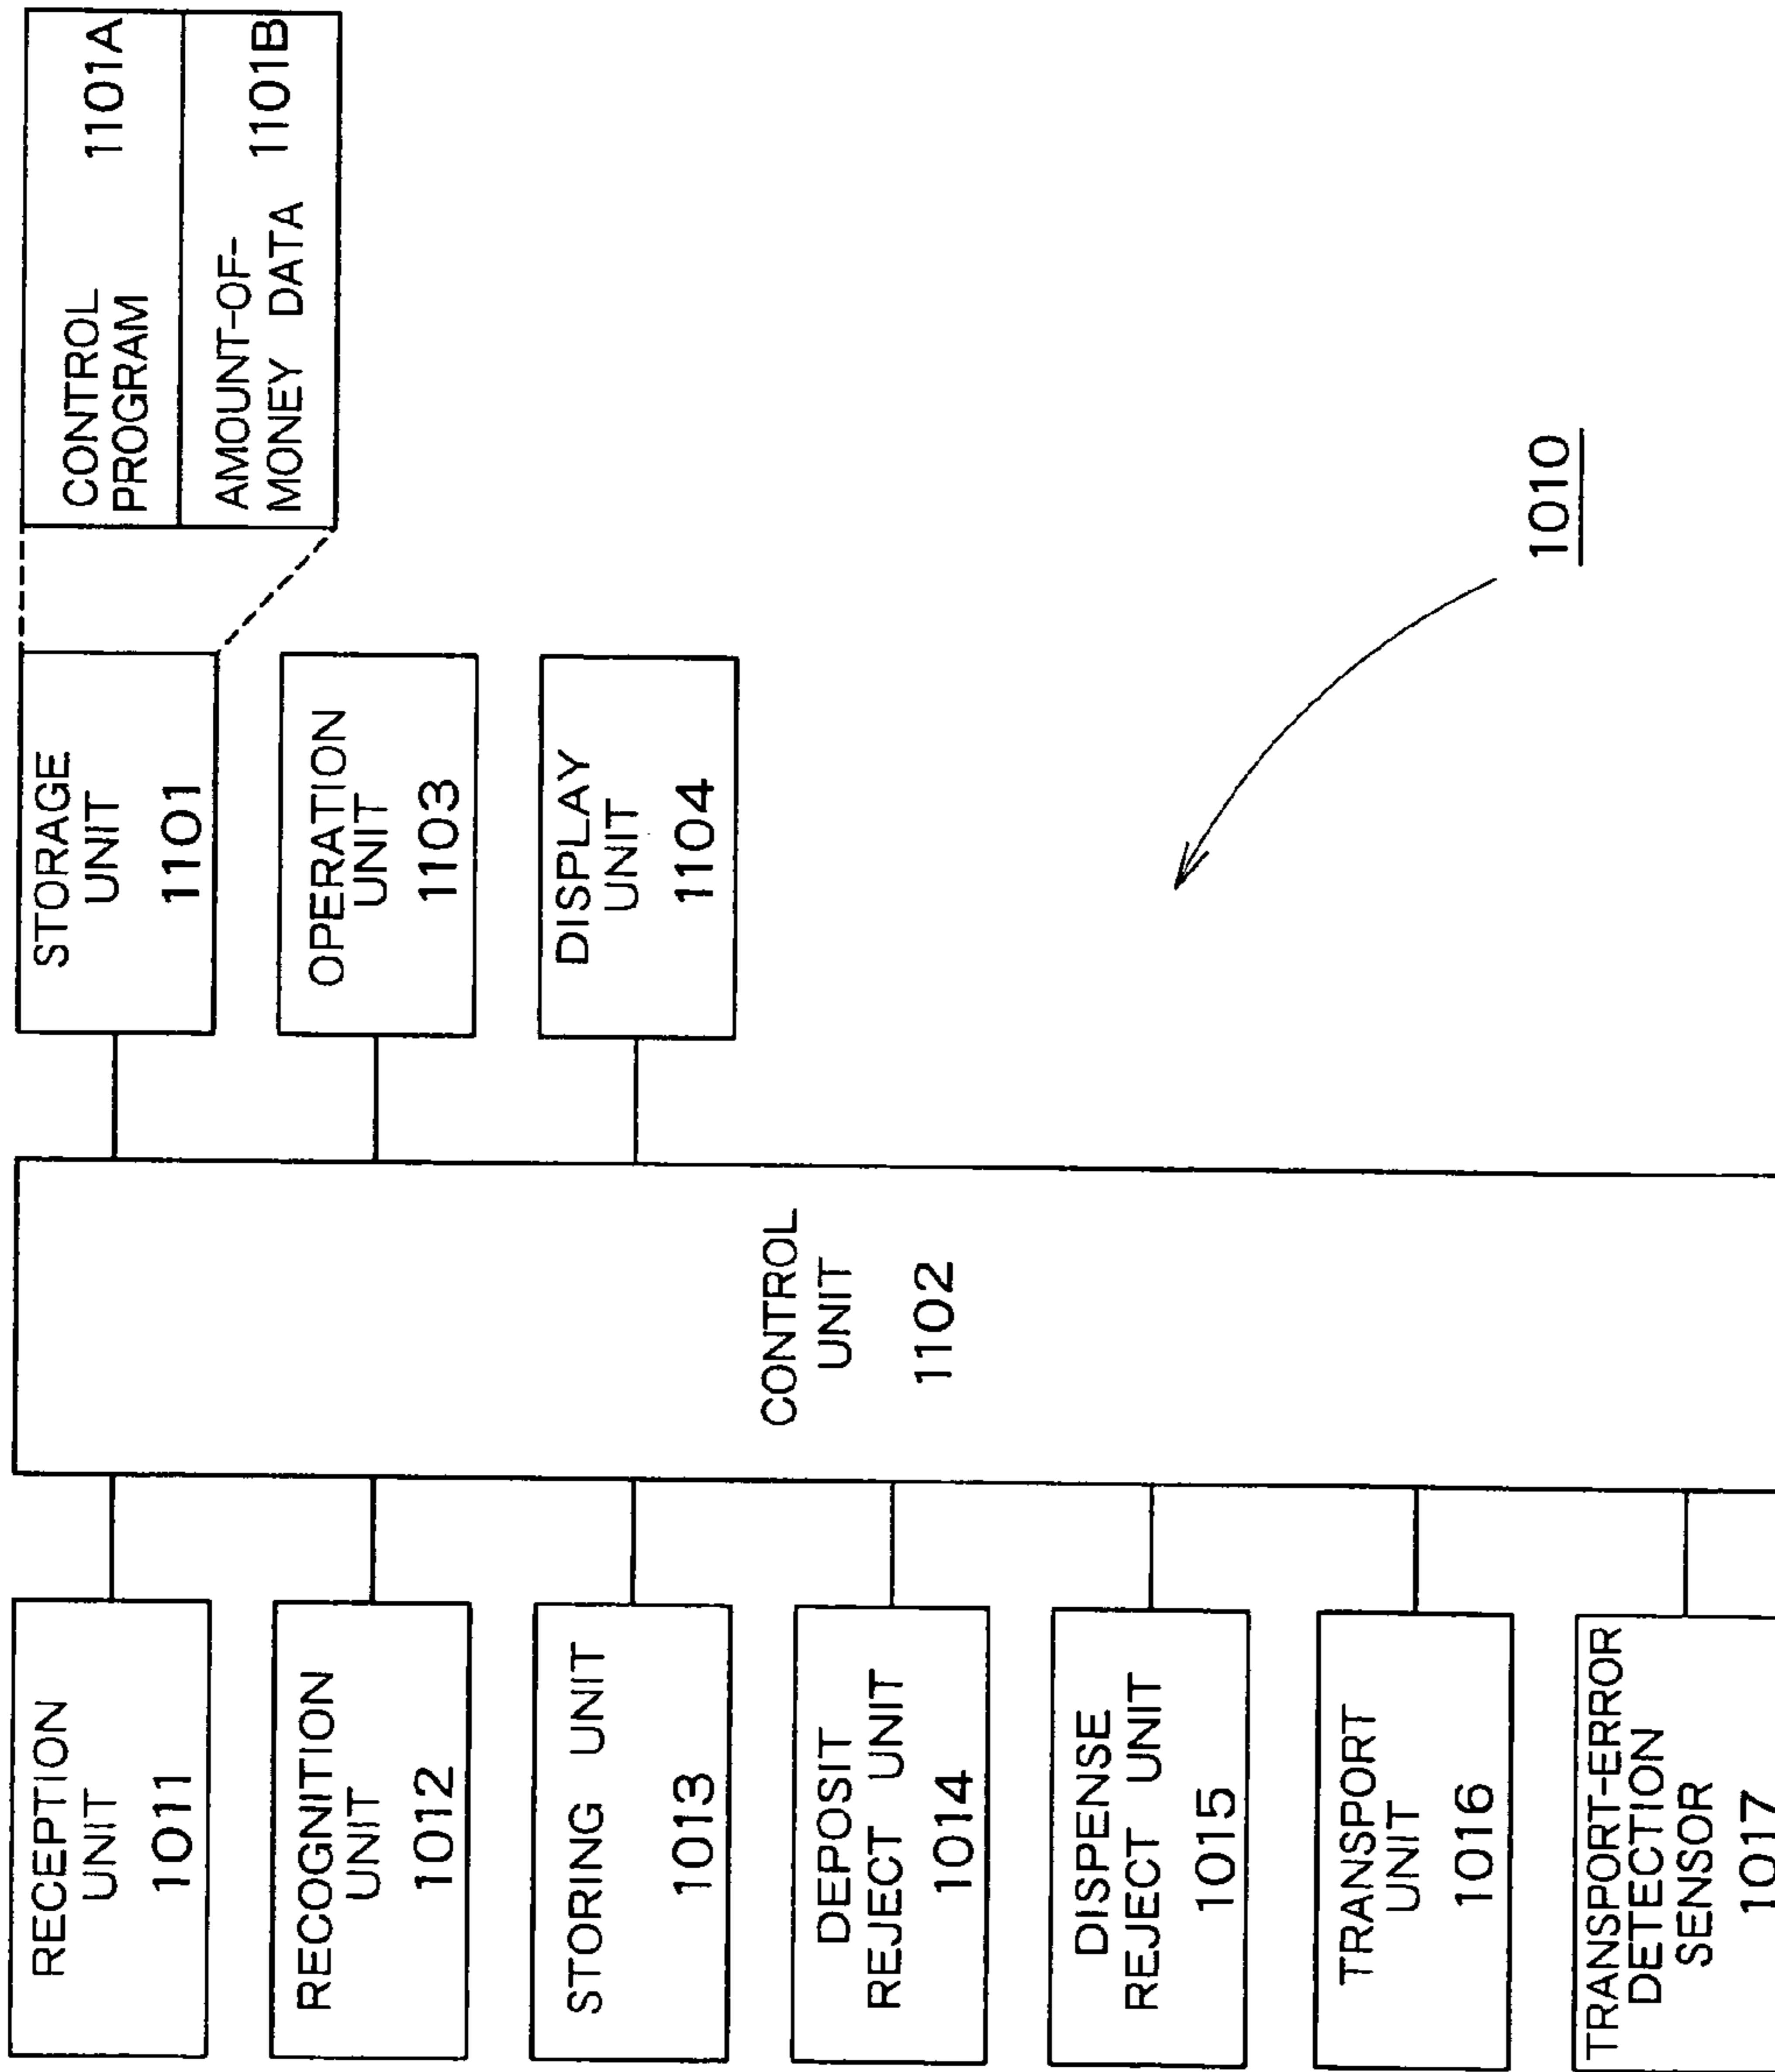 RECEPTION
UNIT
1011
RECOGNITION
UNIT
1012
STORING UNIT
1013
DEPOSIT
REJECT UNIT
1014
DISPENSE
REJECT UNIT
1015
TRANSPORT
UNIT
1016
TRANSPORT-ERROR
DETECTION
SENSOR
1017
CONTROL
UNIT
1102
STORAGE
UNIT
1101
OPERATION
UNIT
1103
DISPLAY
UNIT
1104
CONTROL
PROGRAM 1101A
AMOUNT-OF-
MONEY DATA 1101B
1010